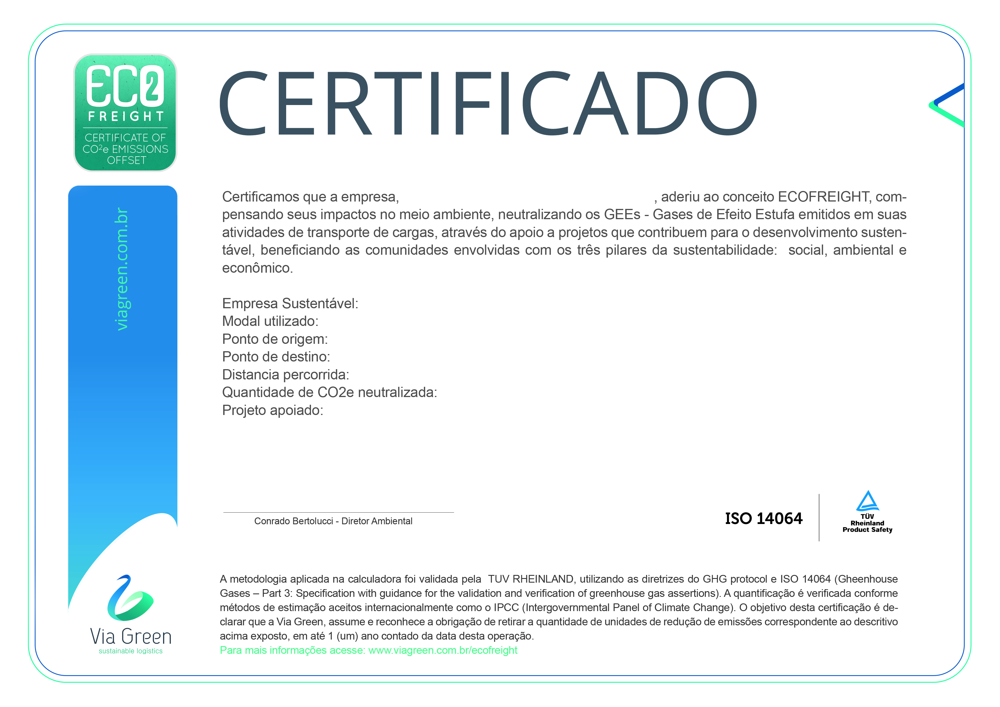 ECO2
FREIGHT
CERTIFICATE OF
CO²e EMISSIONS
OFFSET
CERTIFICADO
viagreen.com.br
Certificamos que a empresa, , aderiu ao conceito ECOFREIGHT, com-
pensando seus impactos no meio ambiente, neutralizando os GEEs - Gases de Efeito Estufa emitidos em suas
atividades de transporte de cargas, através do apoio a projetos que contribuem para o desenvolvimento susten-
tável, beneficiando as comunidades envolvidas com os três pilares da sustentabilidade: social, ambiental e
econômico.
Empresa Sustentável:
Modal utilizado:
Ponto de origem:
Ponto de destino:
Distancia percorrida:
Quantidade de CO2e neutralizada:
Projeto apoiado:
Conrado Bertolucci - Diretor Ambiental
ISO 14064
TÜV
Rheinland
Product Safety
A metodologia aplicada na calculadora foi validada pela TUV RHEINLAND, utilizando as diretrizes do GHG protocol e ISO 14064 (Gheenhouse
Gases – Part 3: Specification with guidance for the validation and verification of greenhouse gas assertions). A quantificação é verificada conforme
métodos de estimação aceitos internacionalmente como o IPCC (Intergovernmental Panel of Climate Change). O objetivo desta certificação é de-
clarar que a Via Green, assume e reconhece a obrigação de retirar a quantidade de unidades de redução de emissões correspondente ao descritivo
acima exposto, em até 1 (um) ano contado da data desta operação.
Para mais informações acesse: www.viagreen.com.br/ecofreight
Via Green
sustainable logistics